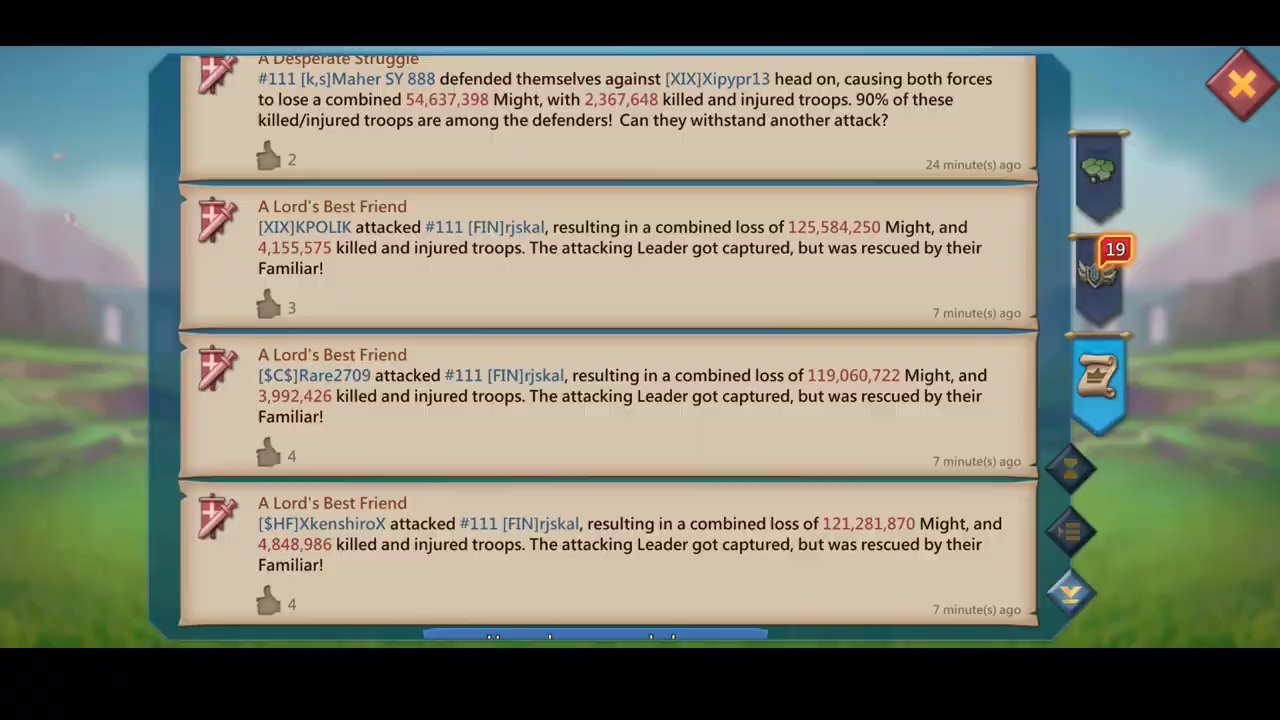 A Desperate Struggle
#111 [k,s]Maher SY 888 defended themselves against [XIX]Xipypr13 head on, causing both forces
to lose a combined 54,637,398 Might, with 2,367,648 killed and injured troops. 90% of these
killed/injured troops are among the defenders! Can they withstand another attack?
2
24 minute(s) ago
A Lord's Best Friend
[XIX]KPOLIK attacked #111 [FIN]rjskal, resulting in a combined loss of 125,584,250 Might, and
4,155,575 killed and injured troops. The attacking Leader got captured, but was rescued by their
Familiar!
3
7 minute(s) ago
A Lord's Best Friend
[$C$]Rare2709 attacked #111 [FIN]rjskal, resulting in a combined loss of 119,060,722 Might, and
3,992,426 killed and injured troops. The attacking Leader got captured, but was rescued by their
Familiar!
4
7 minute(s) ago
A Lord's Best Friend
[$HF]XkenshiroX attacked #111 [FIN]rjskal, resulting in a combined loss of 121,281,870 Might, and
4,848,986 killed and injured troops. The attacking Leader got captured, but was rescued by their
Familiar!
4
7 minute(s) ago
19